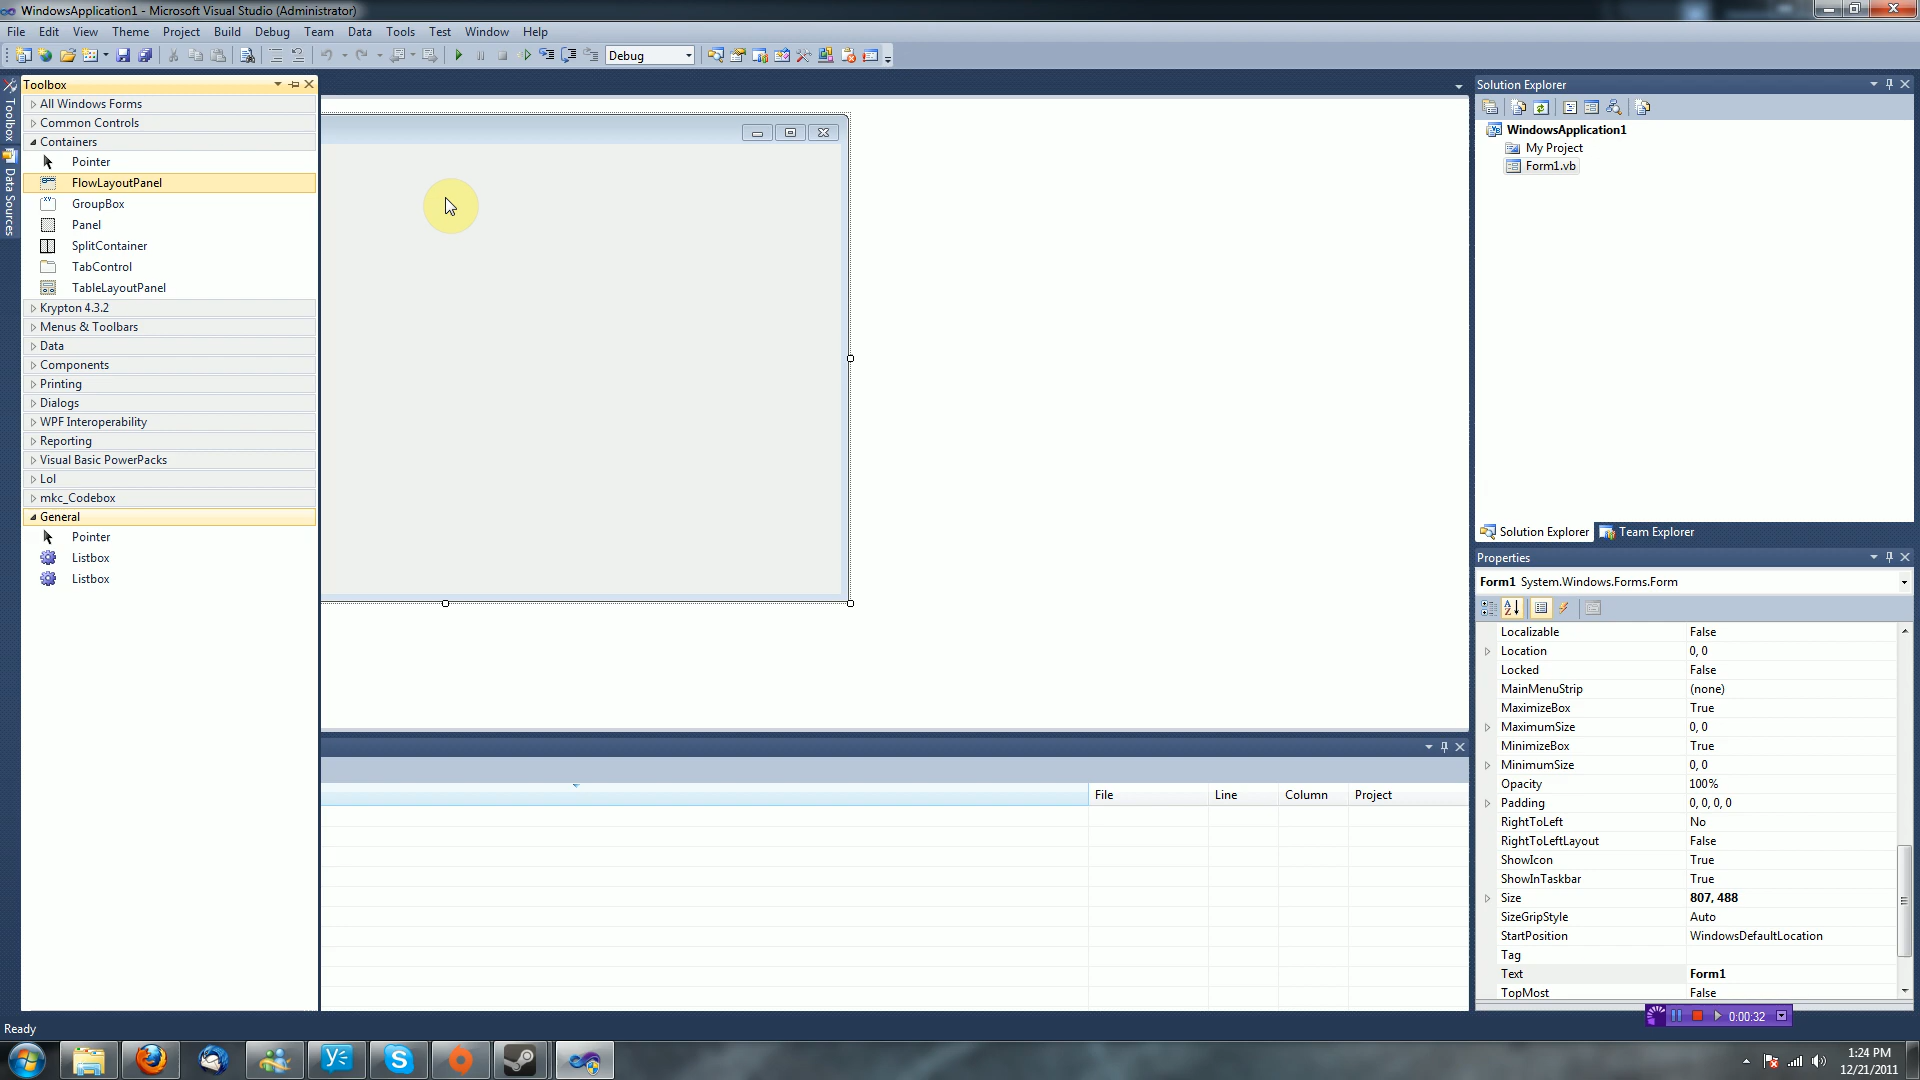 WindowsApplication1 - Microsoft Visual Studio (Administrator)
File Edit View Theme Project Build Debug Team Data Tools Test Window Help
Debug
Toolbox
Data Sources
Toolbox
All Windows Forms
Common Controls
Containers
Pointer
FlowLayoutPanel
GroupBox
Panel
SplitContainer
TabControl
TableLayoutPanel
Krypton 4.3.2
Menus & Toolbars
Data
Components
Printing
Dialogs
WPF Interoperability
Reporting
Visual Basic PowerPacks
Lol
mkc_Codebox
General
Pointer
Listbox
Listbox
File Line Column Project
Solution Explorer
WindowsApplication1
My Project
Form1.vb
Solution Explorer Team Explorer
Properties
Form1 System.Windows.Forms.Form
Localizable False
Location 0, 0
Locked False
MainMenuStrip (none)
MaximizeBox True
MaximumSize 0, 0
MinimizeBox True
MinimumSize 0, 0
Opacity 100%
Padding 0, 0, 0, 0
RightToLeft No
RightToLeftLayout False
ShowIcon True
ShowInTaskbar True
Size 807, 488
SizeGripStyle Auto
StartPosition WindowsDefaultLocation
Tag
Text Form1
TopMost False
0:00:32
Ready
1:24 PM
12/21/2011